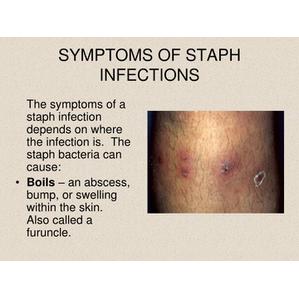 SYMPTOMS OF STAPH
INFECTIONS
The symptoms of a
staph infection
depends on where
the infection is.  The
staph bacteria can
cause:
• Boils – an abscess,
bump, or swelling
within the skin.
Also called a
furuncle.